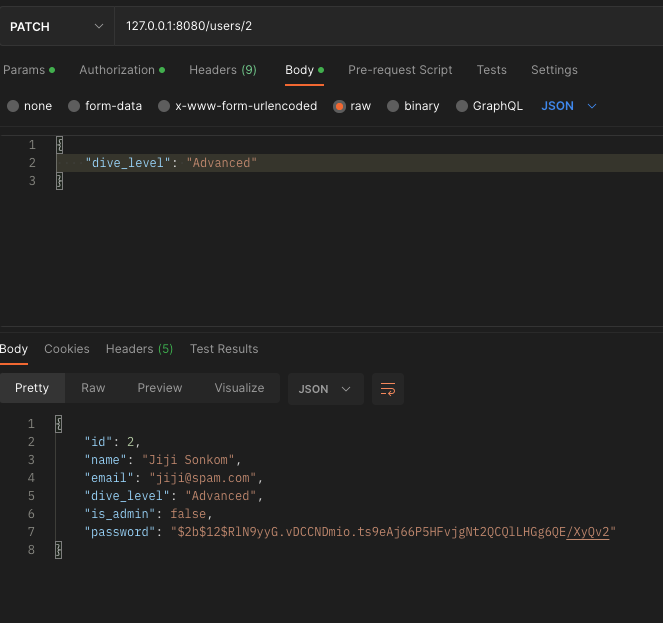 PATCH 127.0.0.1:8080/users/2
Params Authorization Headers (9) Body Pre-request Script Tests Settings
none form-data x-www-form-urlencoded raw binary GraphQL JSON
1 {
2 "dive_level": "Advanced"
3 }
Body Cookies Headers (5) Test Results
Pretty Raw Preview Visualize JSON
1 {
2 "id": 2,
3 "name": "Jiji Sonkom",
4 "email": "jiji@spam.com",
5 "dive_level": "Advanced",
6 "is_admin": false,
7 "password": "$2b$12$RlN9yyG.vDCCNDmio.ts9eAj66P5HFvjgNt2QCQlLHGg6QE/XyQv2"
8 }